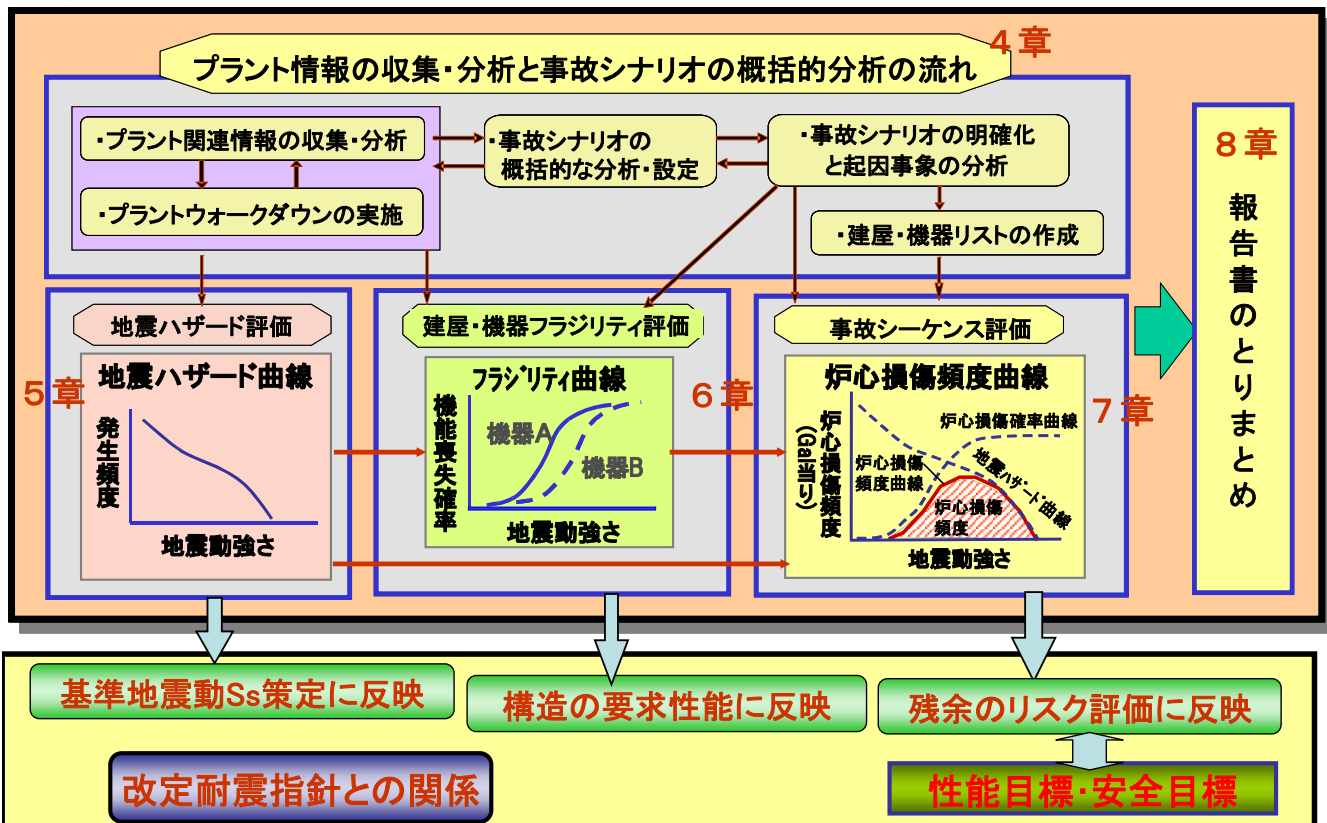 4章
プラント情報の収集・分析と事故シナリオの概括的分析の流れ
・プラント関連情報の収集・分析
・プラントウォークダウンの実施
・事故シナリオの
概括的な分析・設定
・事故シナリオの明確化
と起因事象の分析
・建屋・機器リストの作成
8章
報告書のとりまとめ
5章
地震ハザード評価
地震ハザード曲線
発生頻度
地震動強さ
建屋・機器フラジリティ評価
6章
フラジリティ曲線
機能喪失確率
機器A
機器B
地震動強さ
事故シーケンス評価
7章
炉心損傷頻度曲線
炉心損傷頻度
(Gal当り)
炉心損傷確率曲線
炉心損傷
頻度曲線
地震ハザード曲線
炉心損傷
頻度
地震動強さ
基準地震動Ss策定に反映
構造の要求性能に反映
残余のリスク評価に反映
改定耐震指針との関係
性能目標・安全目標